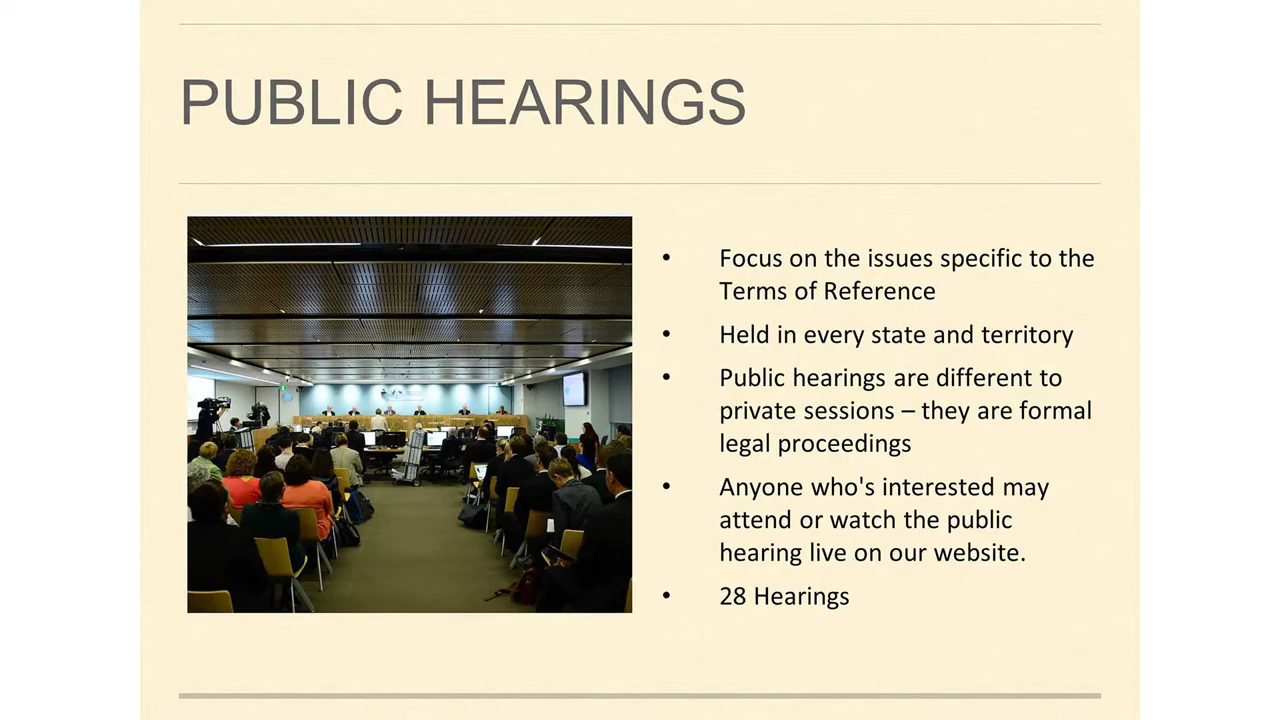 PUBLIC HEARINGS
• Focus on the issues specific to the
Terms of Reference
• Held in every state and territory
• Public hearings are different to
private sessions – they are formal
legal proceedings
• Anyone who's interested may
attend or watch the public
hearing live on our website.
• 28 Hearings